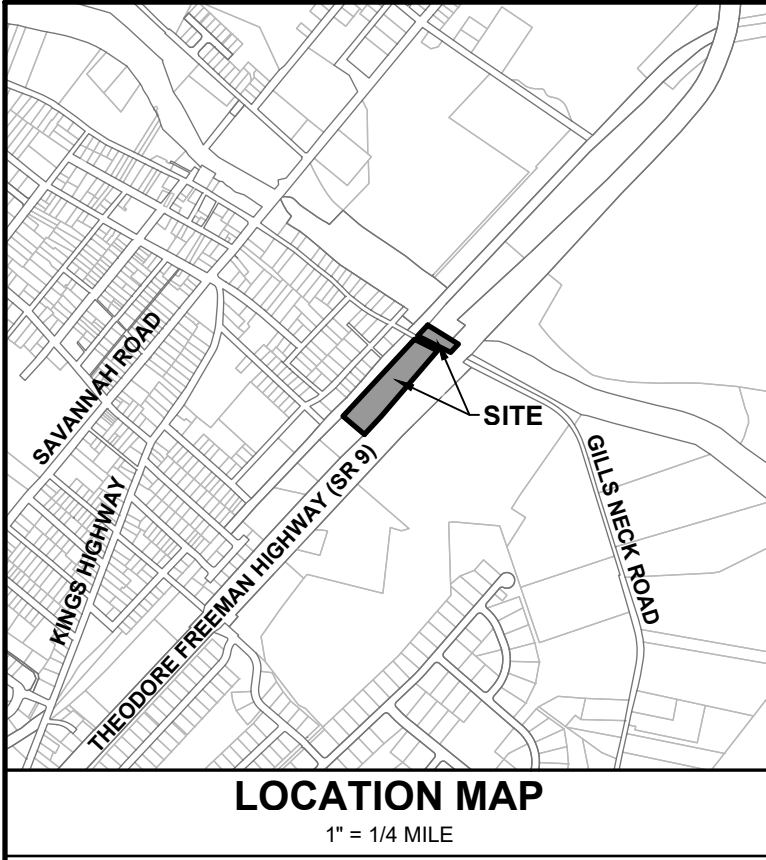 SAVANNAH ROAD
KINGS HIGHWAY
THEODORE FREEMAN HIGHWAY (SR 9)
SITE
GILLS NECK ROAD
LOCATION MAP
1" = 1/4 MILE